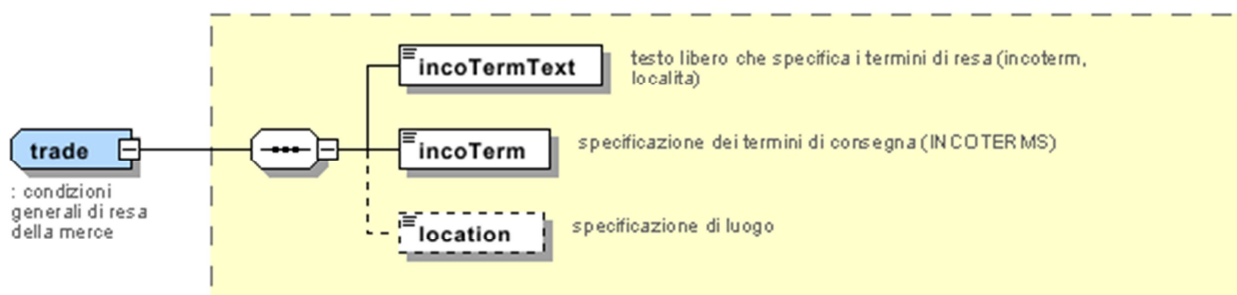 incoTermText
testo libero che specifica i termini di resa (incoterm,
localita)
trade
incoTerm
specificazione dei termini di consegna (INCOTERMS)
: condizioni
generali di resa
della merce
location
specificazione di luogo